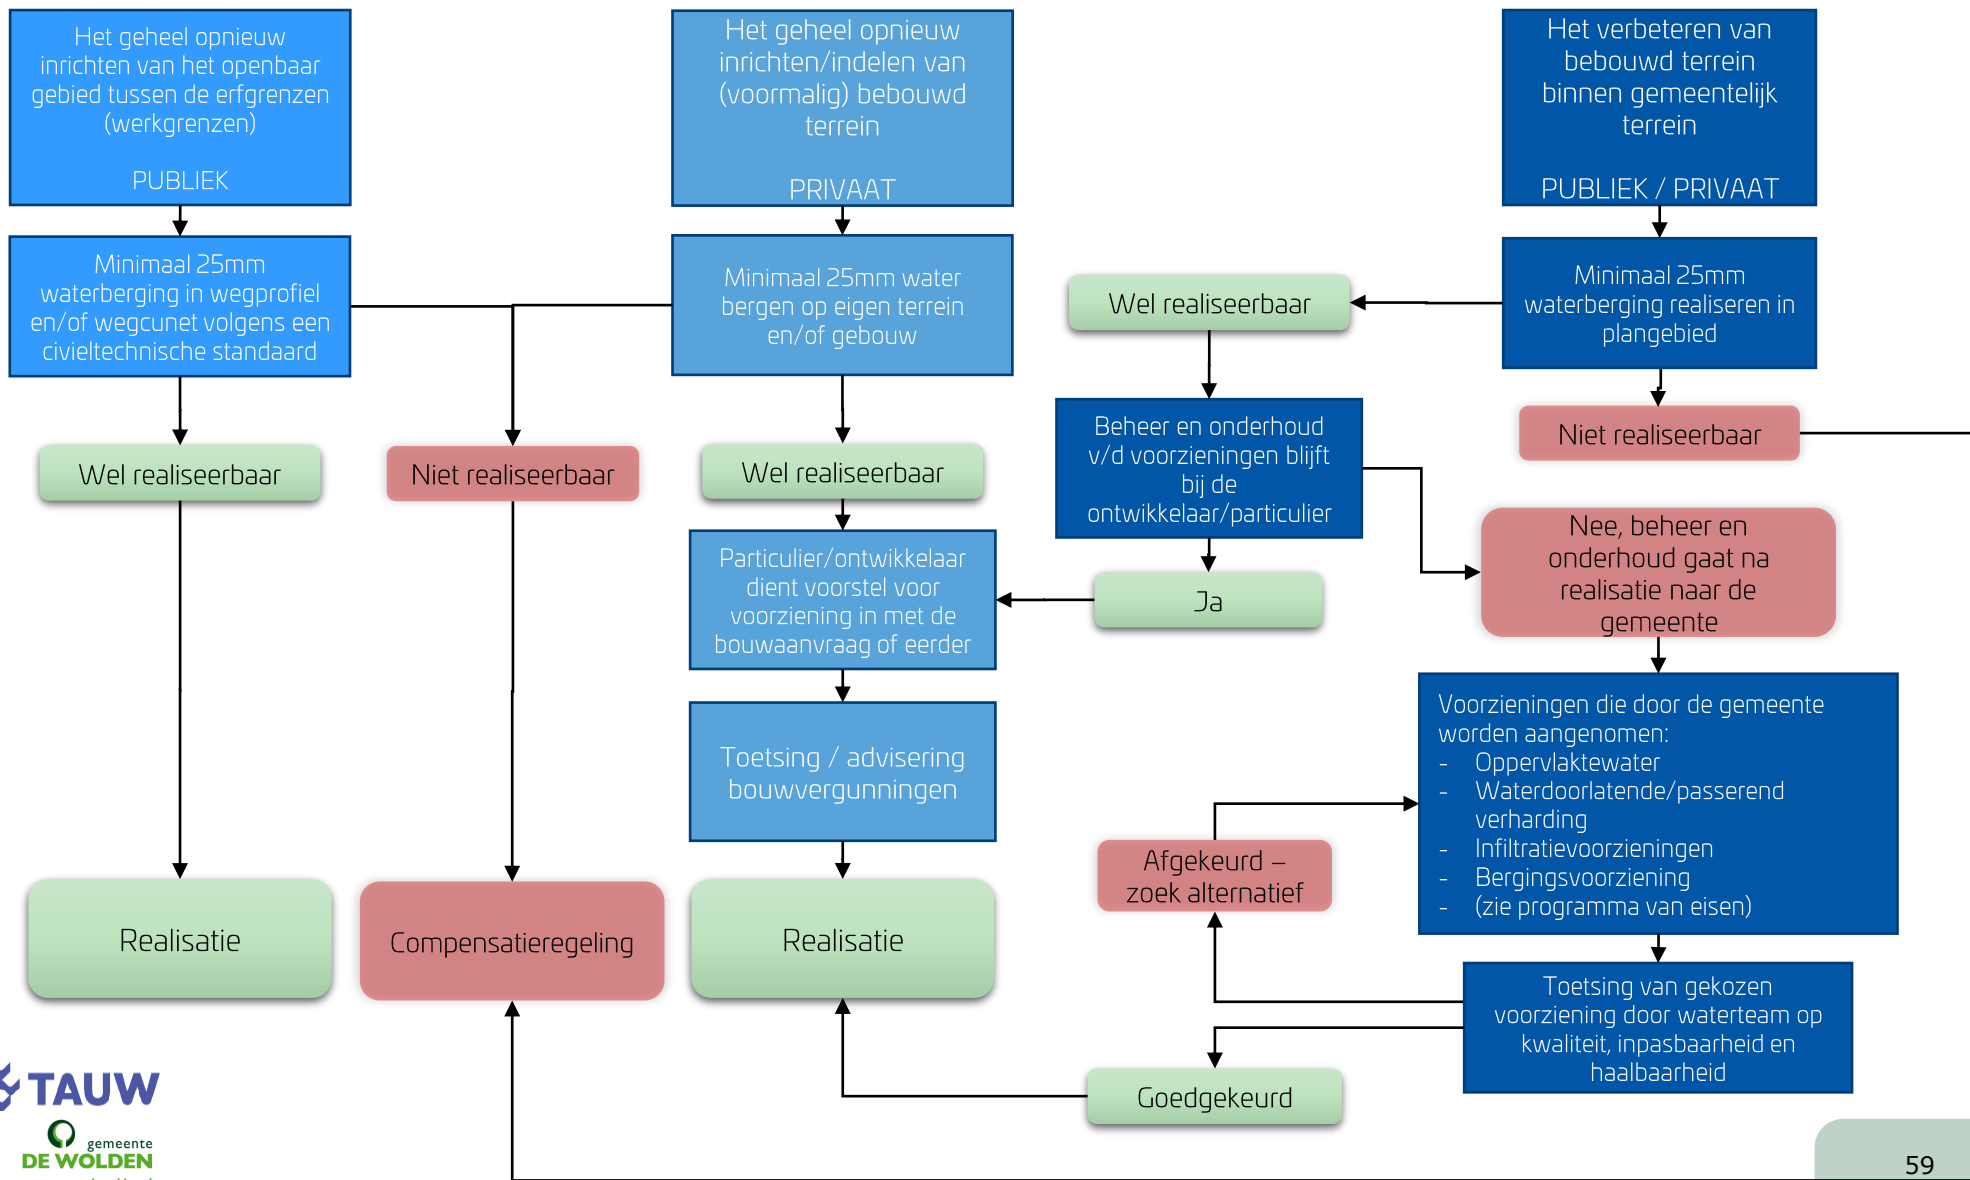 Het geheel opnieuw
inrichten van het openbaar
gebied tussen de erfgrenzen
(werkgrenzen)
PUBLIEK
Minimaal 25mm
waterberging in wegprofiel
en/of wegcunet volgens een
civieltechnische standaard
Wel realiseerbaar
Realisatie
Niet realiseerbaar
Compensatieregeling
Het geheel opnieuw
inrichten/indelen van
(voormalig) bebouwd
terrein
PRIVAAT
Minimaal 25mm water
bergen op eigen terrein
en/of gebouw
Wel realiseerbaar
Particulier/ontwikkelaar
dient voorstel voor
voorziening in met de
bouwaanvraag of eerder
Toetsing / advisering
bouwvergunningen
Realisatie
Het verbeteren van
bebouwd terrein
binnen gemeentelijk
terrein
PUBLIEK / PRIVAAT
Minimaal 25mm
waterberging realiseren in
plangebied
Wel realiseerbaar
Niet realiseerbaar
Beheer en onderhoud
v/d voorzieningen blijft
bij de
ontwikkelaar/particulier
Ja
Nee, beheer en
onderhoud gaat na
realisatie naar de
gemeente
Voorzieningen die door de gemeente
worden aangenomen:
- Oppervlaktewater
- Waterdoorlatende/passerend
verharding
- Infiltratievoorzieningen
- Bergingsvoorziening
- (zie programma van eisen)
Afgekeurd –
zoek alternatief
Toetsing van gekozen
voorziening door waterteam op
kwaliteit, inpasbaarheid en
haalbaarheid
Goedgekeurd
TAUW
gemeente
DE WOLDEN
59